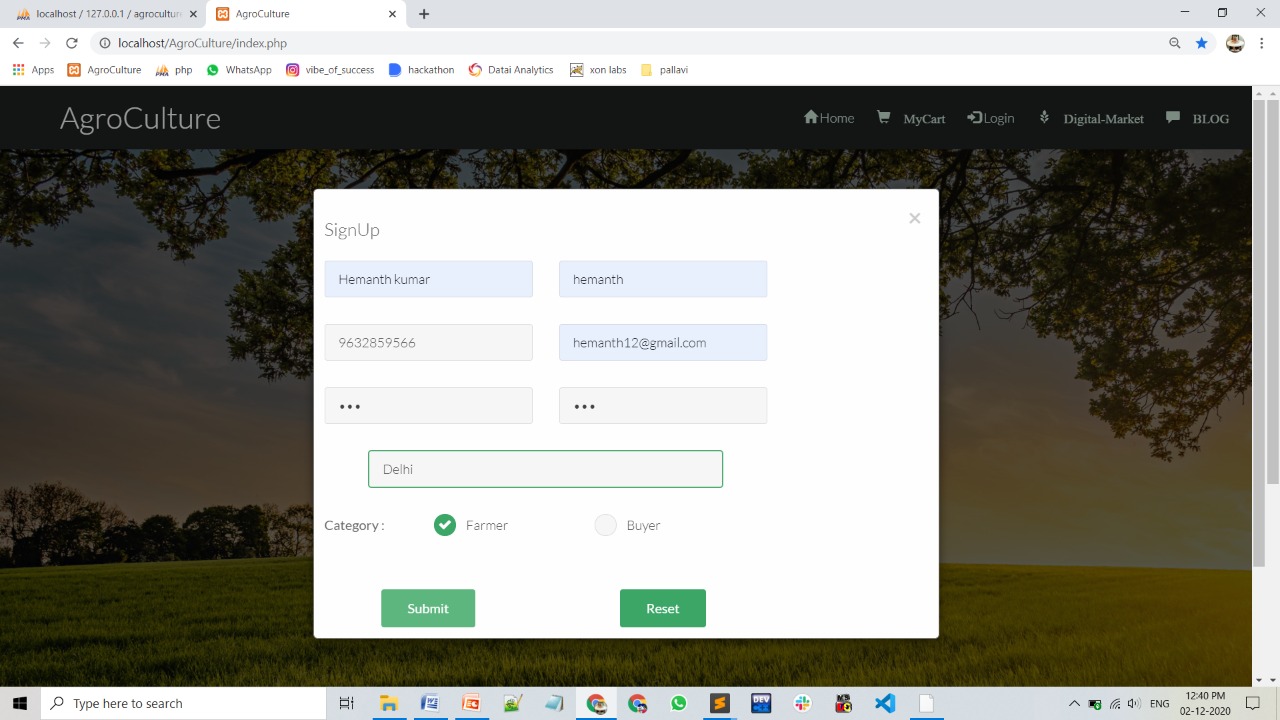 localhost / 127.0.0.1 / agroculture
AgroCulture
localhost/AgroCulture/index.php
Apps AgroCulture php WhatsApp vibe_of_success hackathon Datai Analytics xon labs pallavi
AgroCulture
Home MyCart Login Digital-Market BLOG
SignUp
×
Hemanth kumar hemanth
9632859566 hemanth12@gmail.com
••• •••
Delhi
Category : Farmer Buyer
Submit Reset
Type here to search
ENG
12:40 PM
02-12-2020